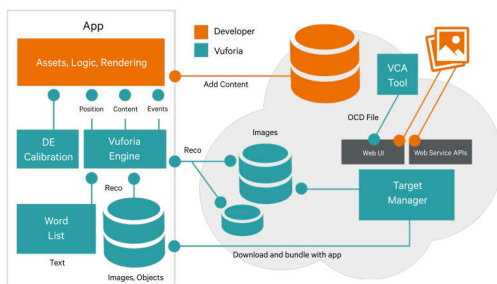 App
Assets, Logic, Rendering
Developer
Vuforia
Add Content
VCA
Tool
OCD File
Position
Content
Events
DE
Calibration
Vuforia
Engine
Reco
Images
Web UI
Web Service APIs
Target
Manager
Reco
Word
List
Text
Images, Objects
Download and bundle with app